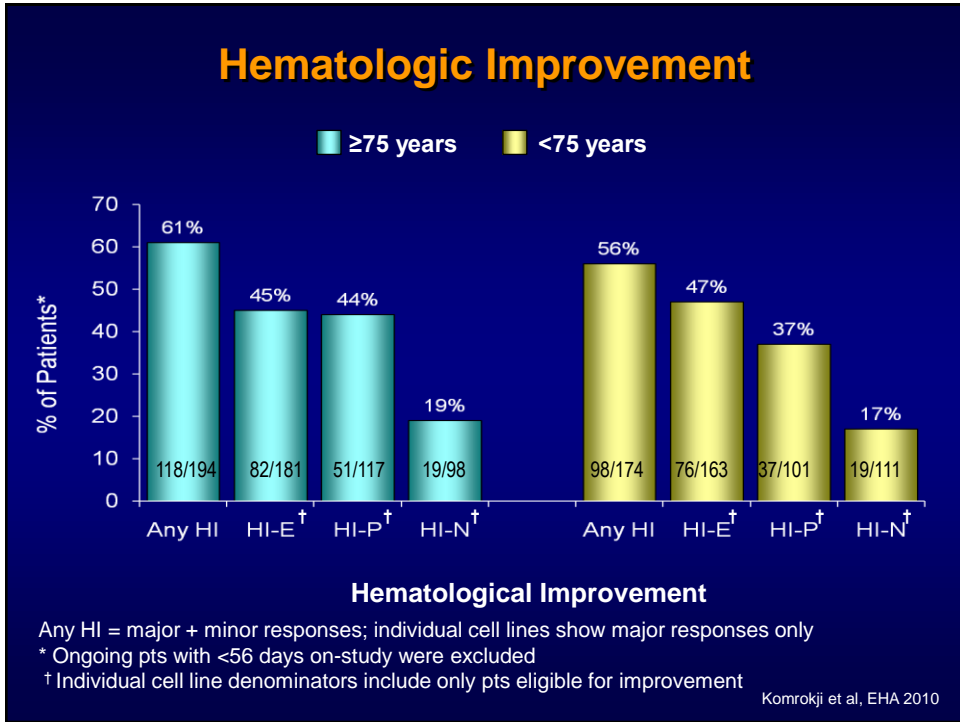 Hematologic Improvement
≥75 years <75 years
% of Patients*
70
60
50
40
30
20
10
0
61% 45% 44% 19% 56% 47% 37% 17%
118/194 82/181 51/117 19/98 98/174 76/163 37/101 19/111
Any HI HI-E† HI-P† HI-N† Any HI HI-E† HI-P† HI-N†
Hematological Improvement
Any HI = major + minor responses; individual cell lines show major responses only
* Ongoing pts with <56 days on-study were excluded
† Individual cell line denominators include only pts eligible for improvement
Komrokji et al, EHA 2010